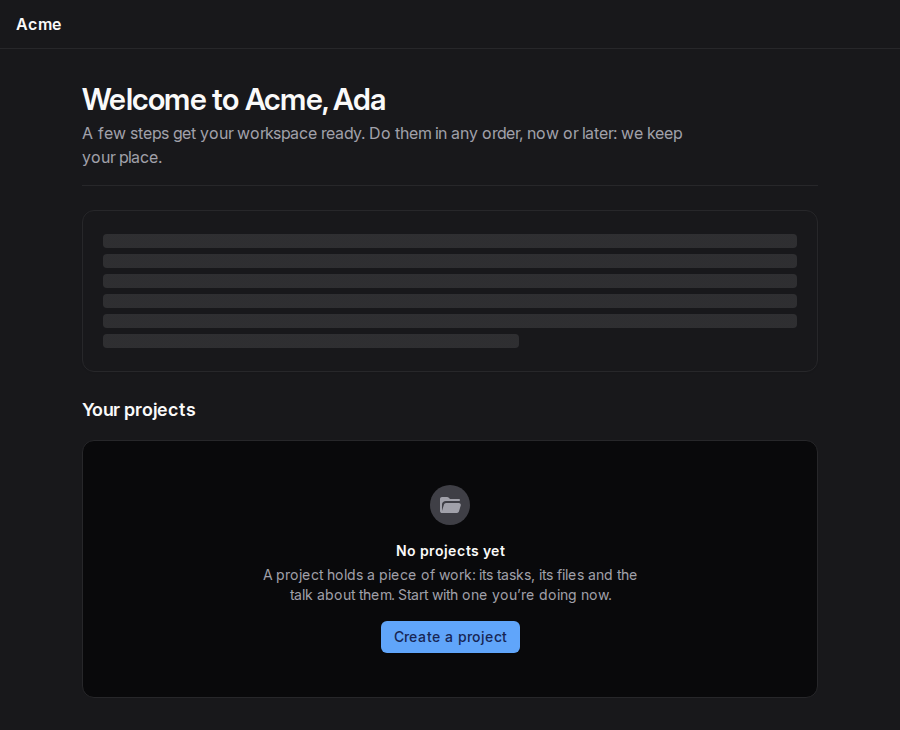 Acme
Welcome to Acme, Ada
A few steps get your workspace ready. Do them in any order, now or later: we keep
your place.
Your projects
No projects yet
A project holds a piece of work: its tasks, its files and the
talk about them. Start with one you’re doing now.
Create a project